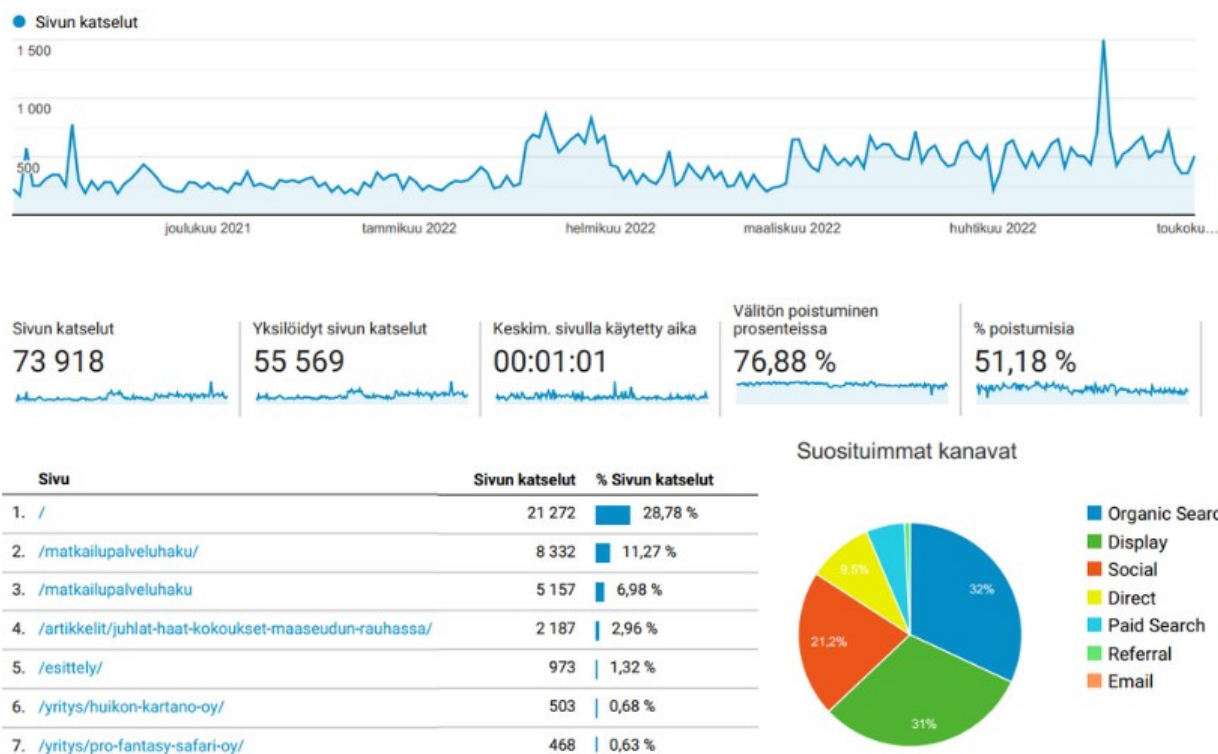 Sivun katselut
1 500
1 000
500
joulukuu 2021 tammikuu 2022 helmikuu 2022 maaliskuu 2022 huhtikuu 2022 toukoku…
Sivun katselut
73 918
Yksilöidyt sivun katselut
55 569
Keskim. sivulla käytetty aika
00:01:01
Välitön poistuminen
prosenteissa
76,88 %
% poistumisia
51,18 %
Sivu Sivun katselut % Sivun katselut
1. / 21 272 28,78 %
2. /matkailupalveluhaku/ 8 332 11,27 %
3. /matkailupalveluhaku 5 157 6,98 %
4. /artikkelit/juhlat-haat-kokoukset-maaseudun-rauhassa/ 2 187 2,96 %
5. /esittely/ 973 1,32 %
6. /yritys/huikon-kartano-oy/ 503 0,68 %
7. /yritys/pro-fantasy-safari-oy/ 468 0,63 %
Suosituimmat kanavat
32%
31%
21,2%
9,5%
Organic Searc
Display
Social
Direct
Paid Search
Referral
Email